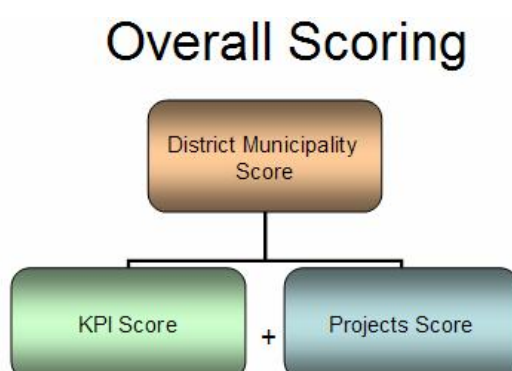 Overall Scoring
District Municipality
Score
KPI Score
+
Projects Score